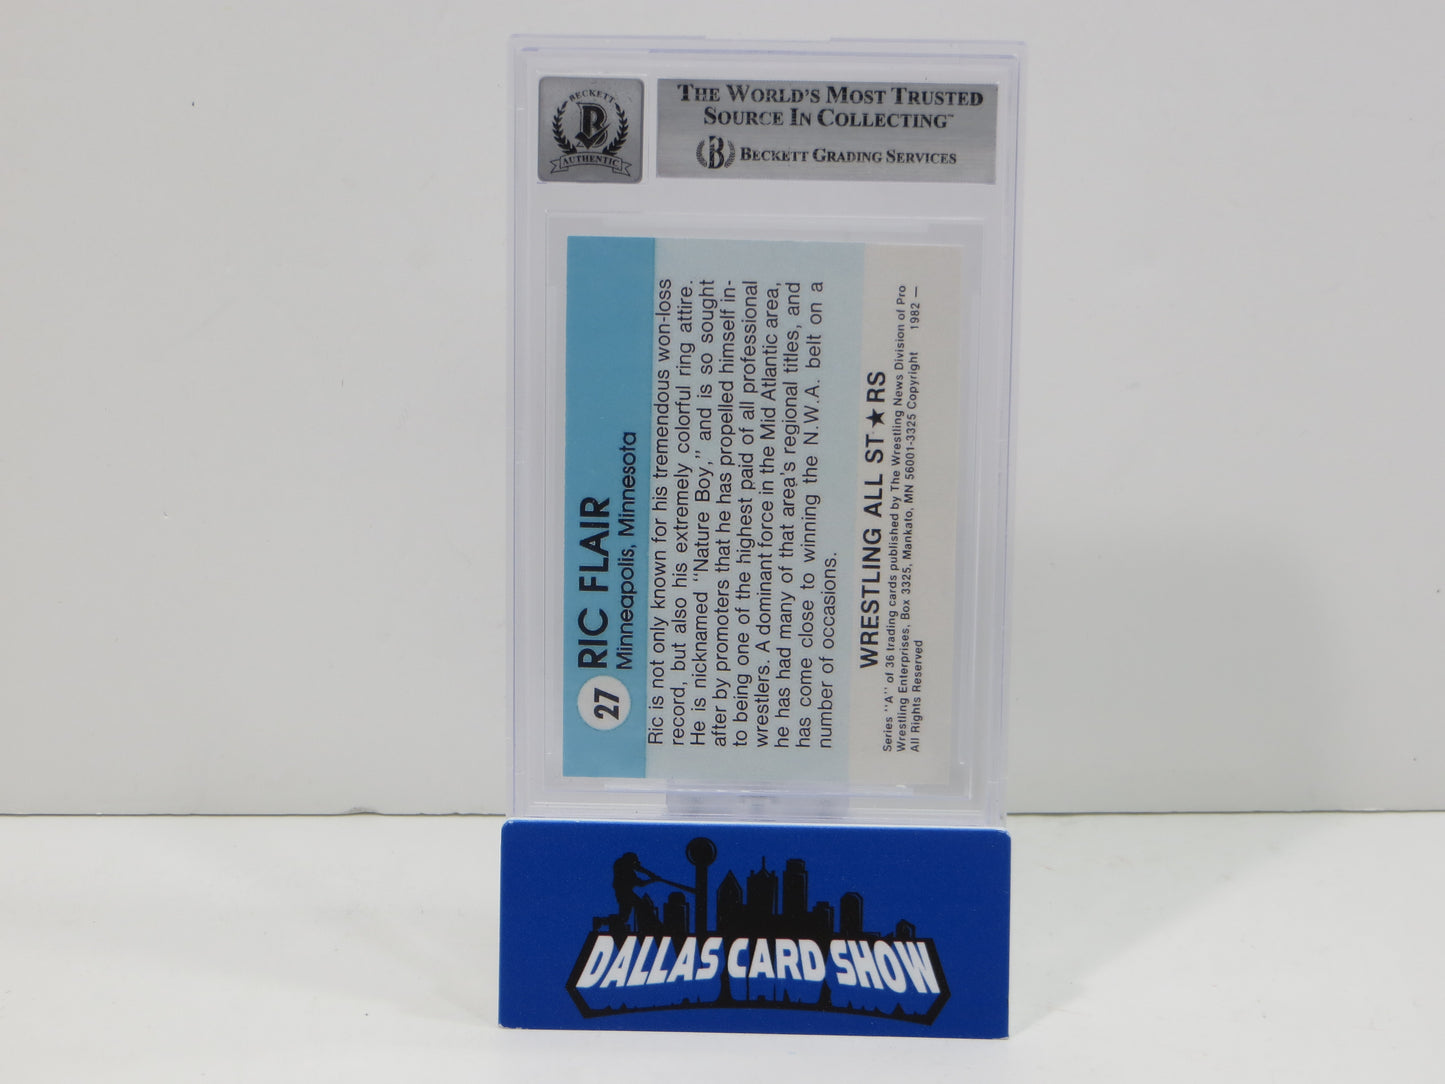 BECKETT
B
AUTHENTIC
THE WORLD'S MOST TRUSTED
SOURCE IN COLLECTING™
B BECKETT GRADING SERVICES
27 RIC FLAIR
Minneapolis, Minnesota
Ric is not only known for his tremendous won-loss
record, but also his extremely colorful ring attire.
He is nicknamed "Nature Boy," and is so sought
after by promoters that he has propelled himself in-
to being one of the highest paid of all professional
wrestlers. A dominant force in the Mid Atlantic area,
he has had many of that area's regional titles, and
has come close to winning the N.W.A. belt on a
number of occasions.
WRESTLING ALL ST★RS
Series "A" of 36 trading cards published by The Wrestling News Division of Pro
Wrestling Enterprises, Box 3325, Mankato, MN 56001-3325 Copyright 1982 —
All Rights Reserved
DALLAS CARD SHOW